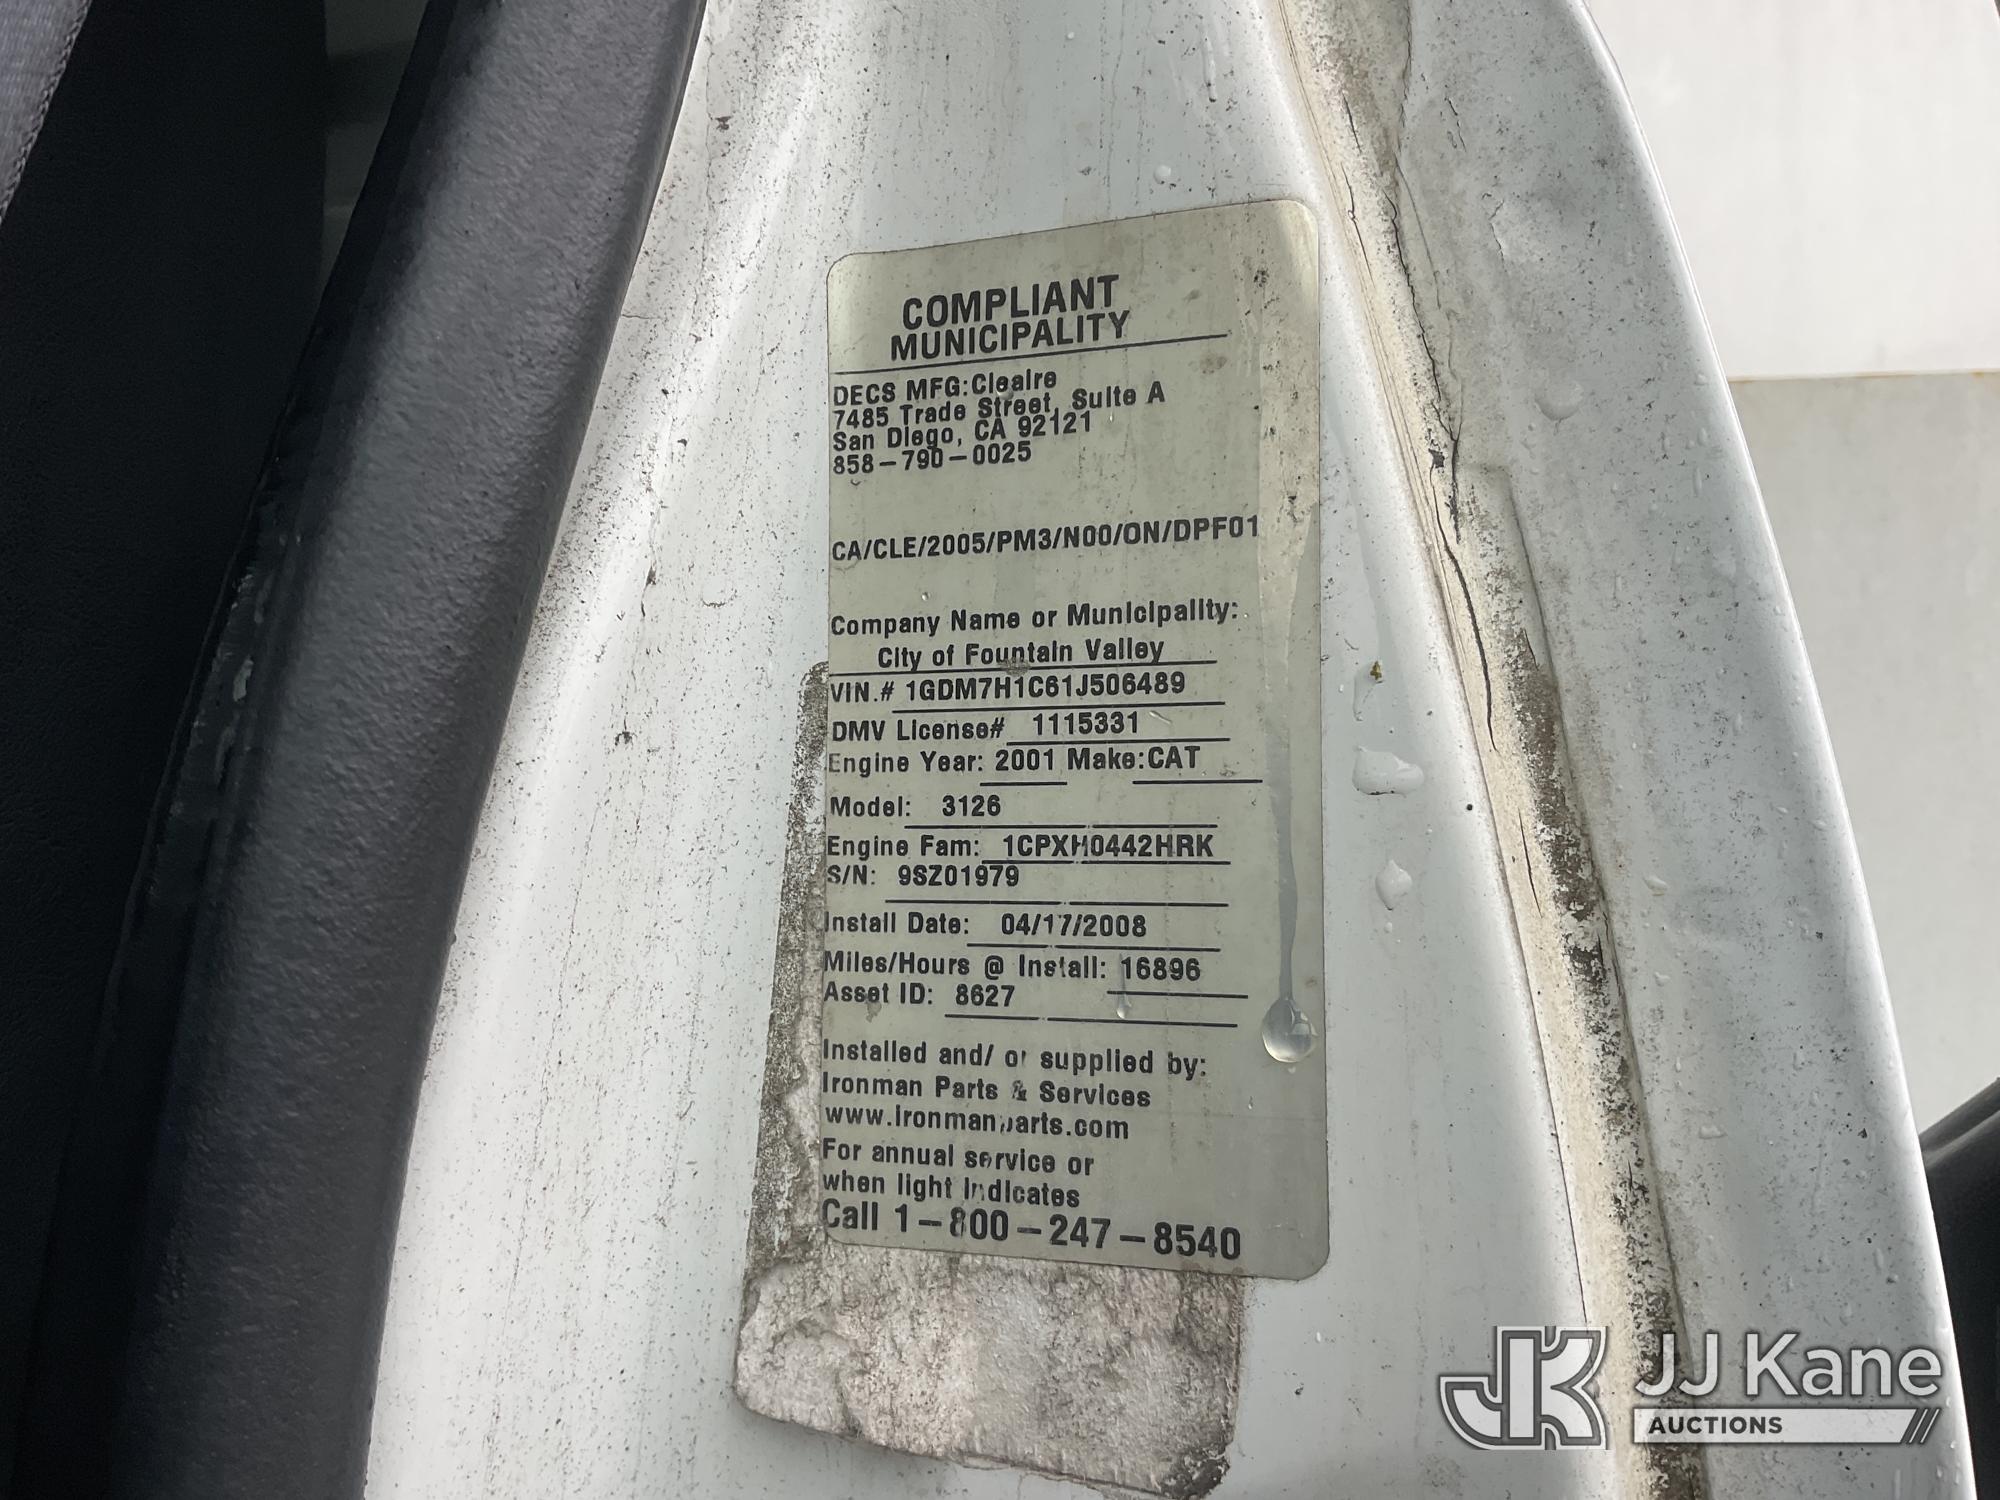 COMPLIANT
MUNICIPALITY
DECS MFG:Cleaire
7485 Trade Street, Suite A
San Diego, CA 92121
858-790-0025
CA/CLE/2005/PM3/N00/ON/DPF01
Company Name or Municipality:
City of Fountain Valley
VIN.# 1GDM7H1C61J506489
DMV License# 1115331
Engine Year: 2001 Make:CAT
Model: 3126
Engine Fam: 1CPXH0442HRK
S/N: 9SZ01979
Install Date: 04/17/2008
Miles/Hours @ Install: 16896
Asset ID: 8627
Installed and/ or supplied by:
Ironman Parts & Services
www.ironmanparts.com
For annual service or
when light indicates
Call 1-800-247-8540
JK JJ Kane
AUCTIONS